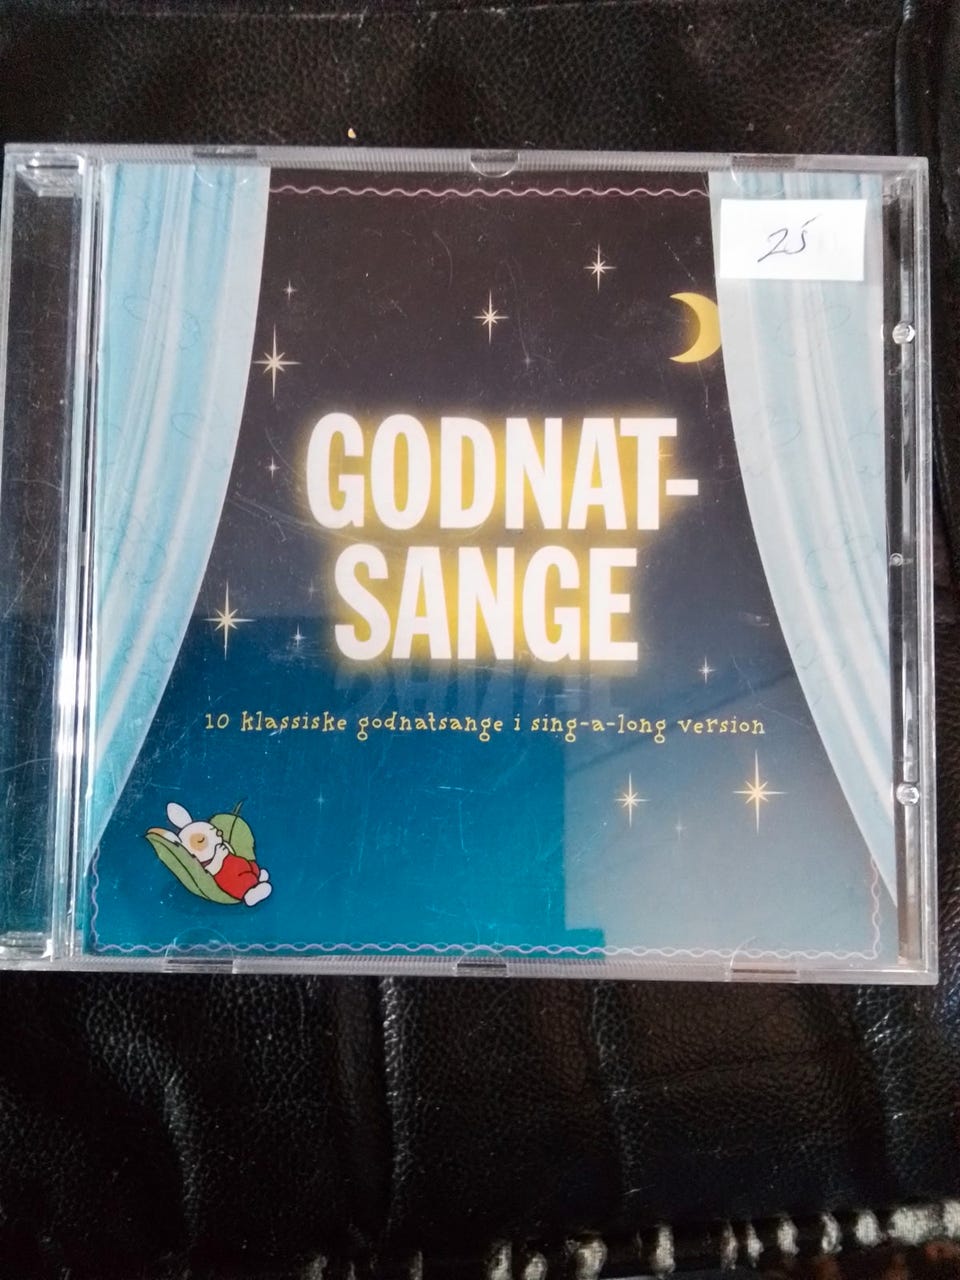 25
GODNAT-
SANGE
10 klassiske godnatsange i sing-a-long version